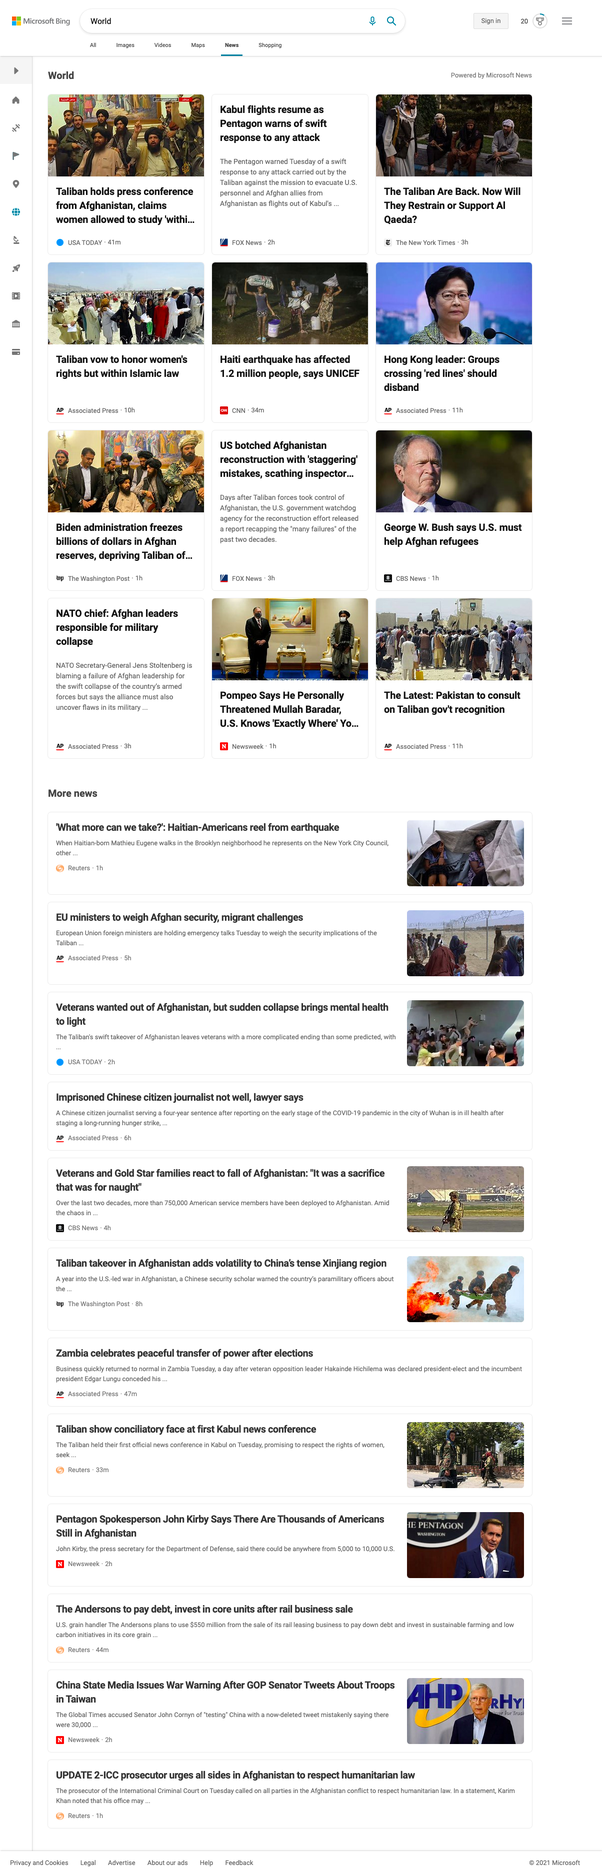 Microsoft Bing
World
Sign in
20
All Images Videos Maps News Shopping
World
Powered by Microsoft News
Taliban holds press conference
from Afghanistan, claims
women allowed to study 'withi...
USA TODAY · 41m
Kabul flights resume as
Pentagon warns of swift
response to any attack
The Pentagon warned Tuesday of a swift
response to any attack carried out by the
Taliban against the mission to evacuate U.S.
personnel and Afghan allies from
Afghanistan as flights out of Kabul's ...
FOX News · 2h
The Taliban Are Back. Now Will
They Restrain or Support Al
Qaeda?
The New York Times · 3h
Taliban vow to honor women's
rights but within Islamic law
AP Associated Press · 10h
Haiti earthquake has affected
1.2 million people, says UNICEF
CNN · 34m
Hong Kong leader: Groups
crossing 'red lines' should
disband
AP Associated Press · 11h
Biden administration freezes
billions of dollars in Afghan
reserves, depriving Taliban of...
wp The Washington Post · 1h
US botched Afghanistan
reconstruction with 'staggering'
mistakes, scathing inspector...
Days after Taliban forces took control of
Afghanistan, the U.S. government watchdog
agency for the reconstruction effort released
a report recapping the "many failures" of the
past two decades.
FOX News · 3h
George W. Bush says U.S. must
help Afghan refugees
CBS News · 1h
NATO chief: Afghan leaders
responsible for military
collapse
NATO Secretary-General Jens Stoltenberg is
blaming a failure of Afghan leadership for
the swift collapse of the country's armed
forces but says the alliance must also
uncover flaws in its military ...
AP Associated Press · 3h
Pompeo Says He Personally
Threatened Mullah Baradar,
U.S. Knows 'Exactly Where' Yo...
N Newsweek · 1h
The Latest: Pakistan to consult
on Taliban gov't recognition
AP Associated Press · 11h
More news
'What more can we take?': Haitian-Americans reel from earthquake
When Haitian-born Mathieu Eugene walks in the Brooklyn neighborhood he represents on the New York City Council,
other ...
Reuters · 1h
EU ministers to weigh Afghan security, migrant challenges
European Union foreign ministers are holding emergency talks Tuesday to weigh the security implications of the
Taliban ...
AP Associated Press · 5h
Veterans wanted out of Afghanistan, but sudden collapse brings mental health
to light
The Taliban's swift takeover of Afghanistan leaves veterans with a more complicated ending than some predicted, with
...
USA TODAY · 2h
Imprisoned Chinese citizen journalist not well, lawyer says
A Chinese citizen journalist serving a four-year sentence after reporting on the early stage of the COVID-19 pandemic in the city of Wuhan is in ill health after
staging a long-running hunger strike, ...
AP Associated Press · 6h
Veterans and Gold Star families react to fall of Afghanistan: "It was a sacrifice
that was for naught"
Over the last two decades, more than 750,000 American service members have been deployed to Afghanistan. Amid
the chaos in ...
CBS News · 4h
Taliban takeover in Afghanistan adds volatility to China's tense Xinjiang region
A year into the U.S.-led war in Afghanistan, a Chinese security scholar warned the country's paramilitary officers about
the ...
wp The Washington Post · 8h
Zambia celebrates peaceful transfer of power after elections
Business quickly returned to normal in Zambia Tuesday, a day after veteran opposition leader Hakainde Hichilema was declared president-elect and the incumbent
president Edgar Lungu conceded his ...
AP Associated Press · 47m
Taliban show conciliatory face at first Kabul news conference
The Taliban held their first official news conference in Kabul on Tuesday, promising to respect the rights of women,
seek ...
Reuters · 33m
Pentagon Spokesperson John Kirby Says There Are Thousands of Americans
Still in Afghanistan
John Kirby, the press secretary for the Department of Defense, said there could be anywhere from 5,000 to 10,000 U.S.
N Newsweek · 2h
HE PENTAGON
WASHINGTON
The Andersons to pay debt, invest in core units after rail business sale
U.S. grain handler The Andersons plans to use $550 million from the sale of its rail leasing business to pay down debt and invest in sustainable farming and low
carbon initiatives in its core grain ...
Reuters · 44m
China State Media Issues War Warning After GOP Senator Tweets About Troops
in Taiwan
The Global Times accused Senator John Cornyn of "testing" China with a now-deleted tweet mistakenly saying there
were 30,000 ...
N Newsweek · 2h
AHP
UPDATE 2-ICC prosecutor urges all sides in Afghanistan to respect humanitarian law
The prosecutor of the International Criminal Court on Tuesday called on all parties in the Afghanistan conflict to respect humanitarian law. In a statement, Karim
Khan noted that his office may ...
Reuters · 1h
Privacy and Cookies Legal Advertise About our ads Help Feedback
© 2021 Microsoft